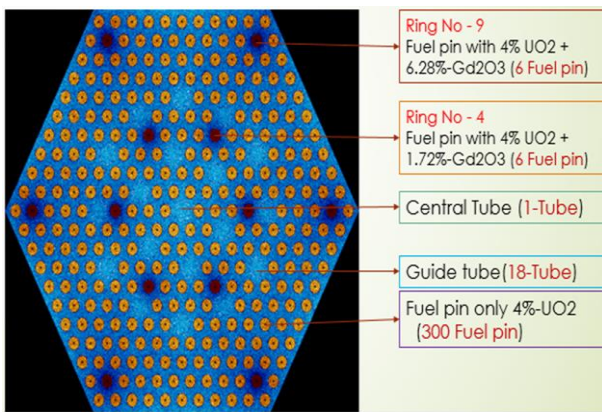 Ring No - 9
Fuel pin with 4% UO2 +
6.28%-Gd2O3 (6 Fuel pin)
Ring No - 4
Fuel pin with 4% UO2 +
1.72%-Gd2O3 (6 Fuel pin)
Central Tube (1-Tube)
Guide tube(18-Tube)
Fuel pin only 4%-UO2
(300 Fuel pin)